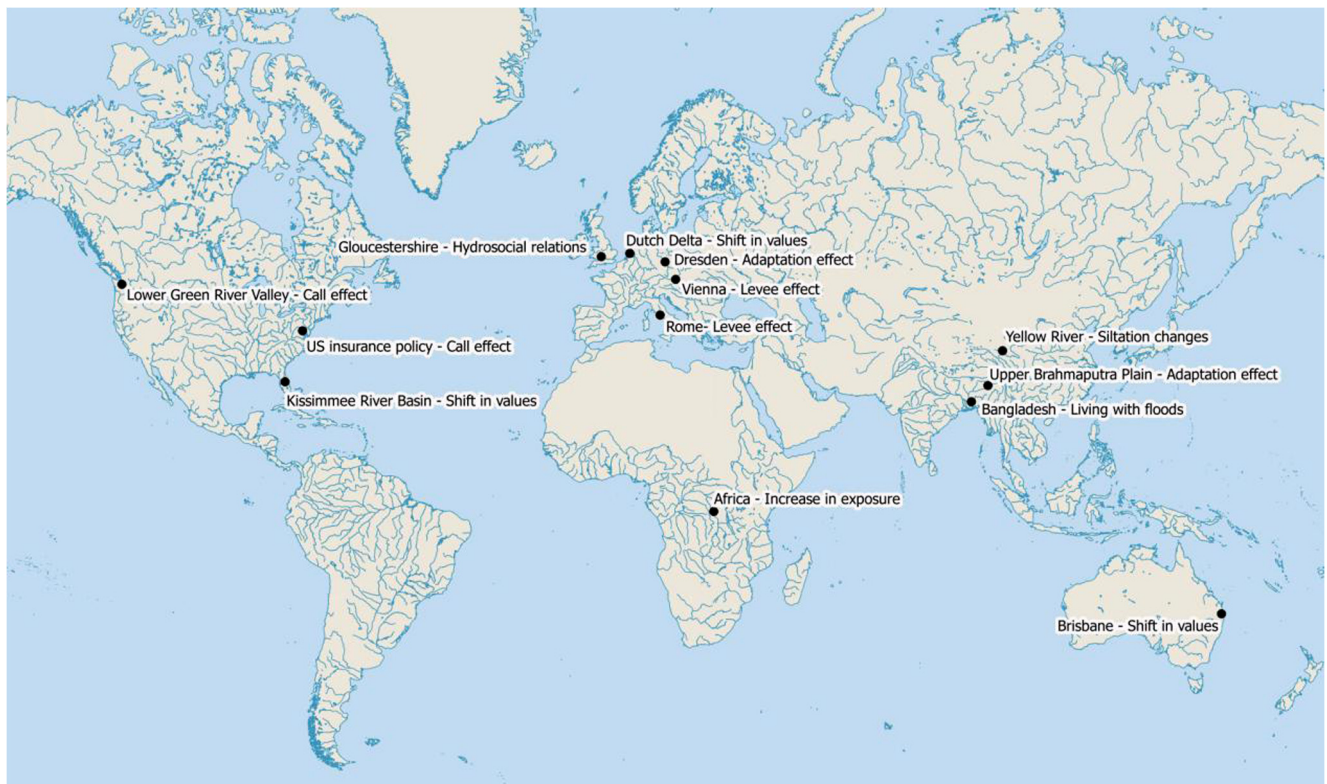 Gloucestershire - Hydrosocial relations
Dutch Delta - Shift in values
Dresden - Adaptation effect
Vienna - Levee effect
Lower Green River Valley - Call effect
Rome- Levee effect
US insurance policy - Call effect
Yellow River - Siltation changes
Upper Brahmaputra Plain - Adaptation effect
Kissimmee River Basin - Shift in values
Bangladesh - Living with floods
Africa - Increase in exposure
Brisbane - Shift in values